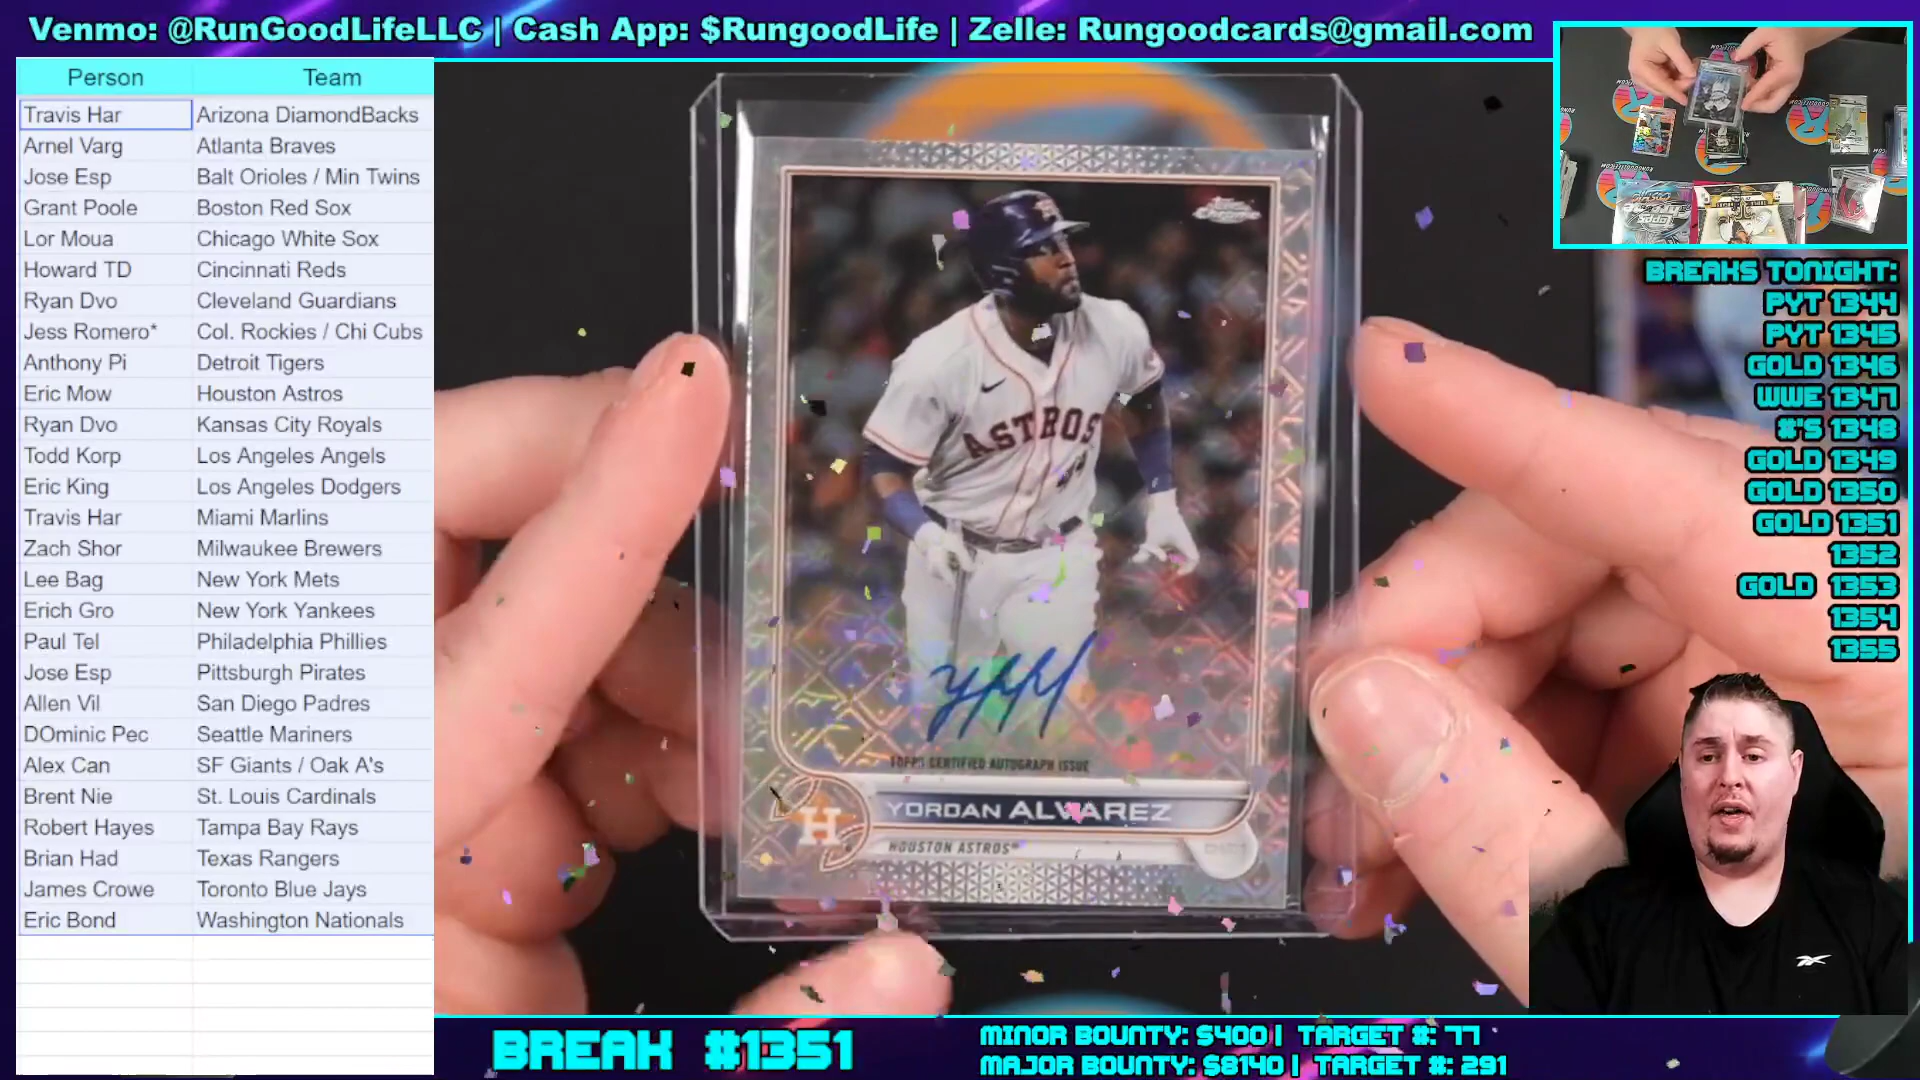 Venmo: @RunGoodLifeLLC | Cash App: $RungoodLife | Zelle: Rungoodcards@gmail.com
Person Team
Travis Har Arizona DiamondBacks
Arnel Varg Atlanta Braves
Jose Esp Balt Orioles / Min Twins
Grant Poole Boston Red Sox
Lor Moua Chicago White Sox
Howard TD Cincinnati Reds
Ryan Dvo Cleveland Guardians
Jess Romero* Col. Rockies / Chi Cubs
Anthony Pi Detroit Tigers
Eric Mow Houston Astros
Ryan Dvo Kansas City Royals
Todd Korp Los Angeles Angels
Eric King Los Angeles Dodgers
Travis Har Miami Marlins
Zach Shor Milwaukee Brewers
Lee Bag New York Mets
Erich Gro New York Yankees
Paul Tel Philadelphia Phillies
Jose Esp Pittsburgh Pirates
Allen Vil San Diego Padres
DOminic Pec Seattle Mariners
Alex Can SF Giants / Oak A's
Brent Nie St. Louis Cardinals
Robert Hayes Tampa Bay Rays
Brian Had Texas Rangers
James Crowe Toronto Blue Jays
Eric Bond Washington Nationals
Topps Chrome
ASTROS
TOPPS CERTIFIED AUTOGRAPH ISSUE
H
YORDAN ALVAREZ
HOUSTON ASTROS™
BREAKS TONIGHT:
PYT 1344
PYT 1345
GOLD 1346
WWE 1347
#'S 1348
GOLD 1349
GOLD 1350
GOLD 1351
1352
GOLD 1353
1354
1355
BREAK #1351
MINOR BOUNTY: $400 | TARGET #: 77
MAJOR BOUNTY: $8140 | TARGET #: 291